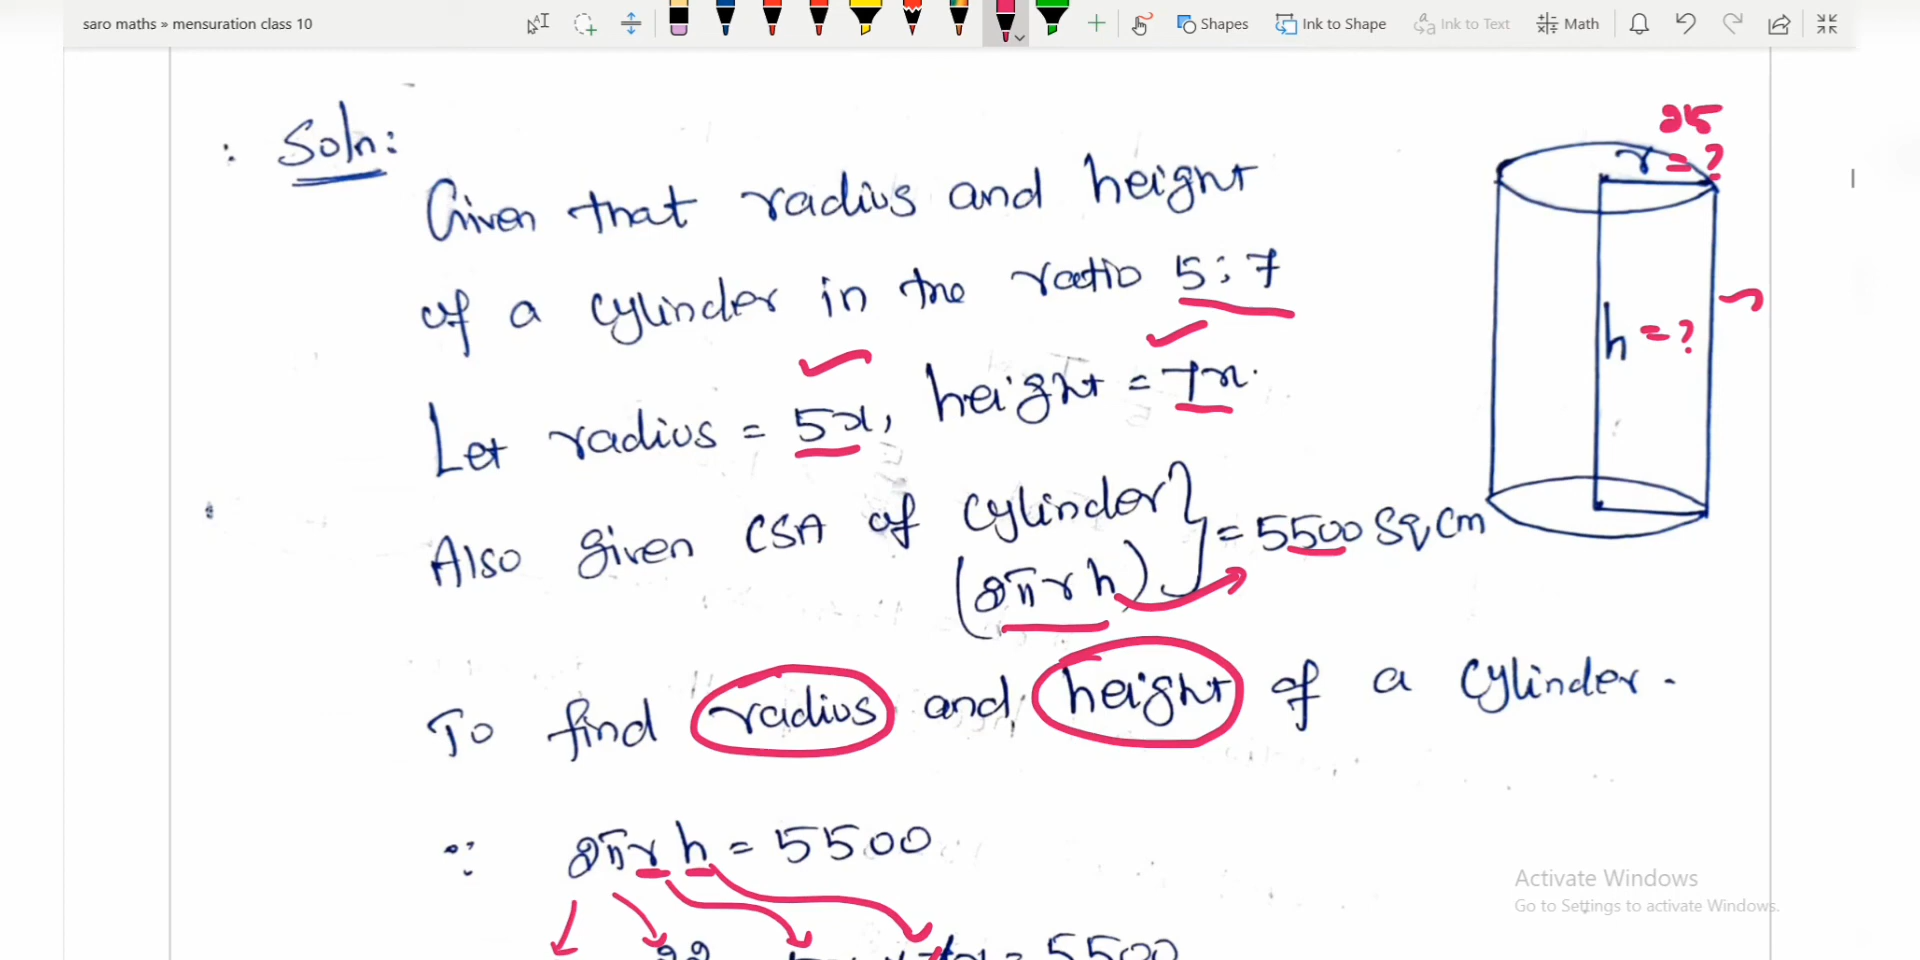 saro maths » mensuration class 10
Shapes Ink to Shape Ink to Text Math
Soln:
Given that radius and height
of a cylinder in the ratio 5:7
Let radius = 5x, height = 7x.
Also given CSA of cylinder} = 5500 Sq cm
(2πrh)
To find radius and height of a cylinder.
∵ 2πrh = 5500
22 = 5500
25
r = ?
h = ?
Activate Windows
Go to Settings to activate Windows.